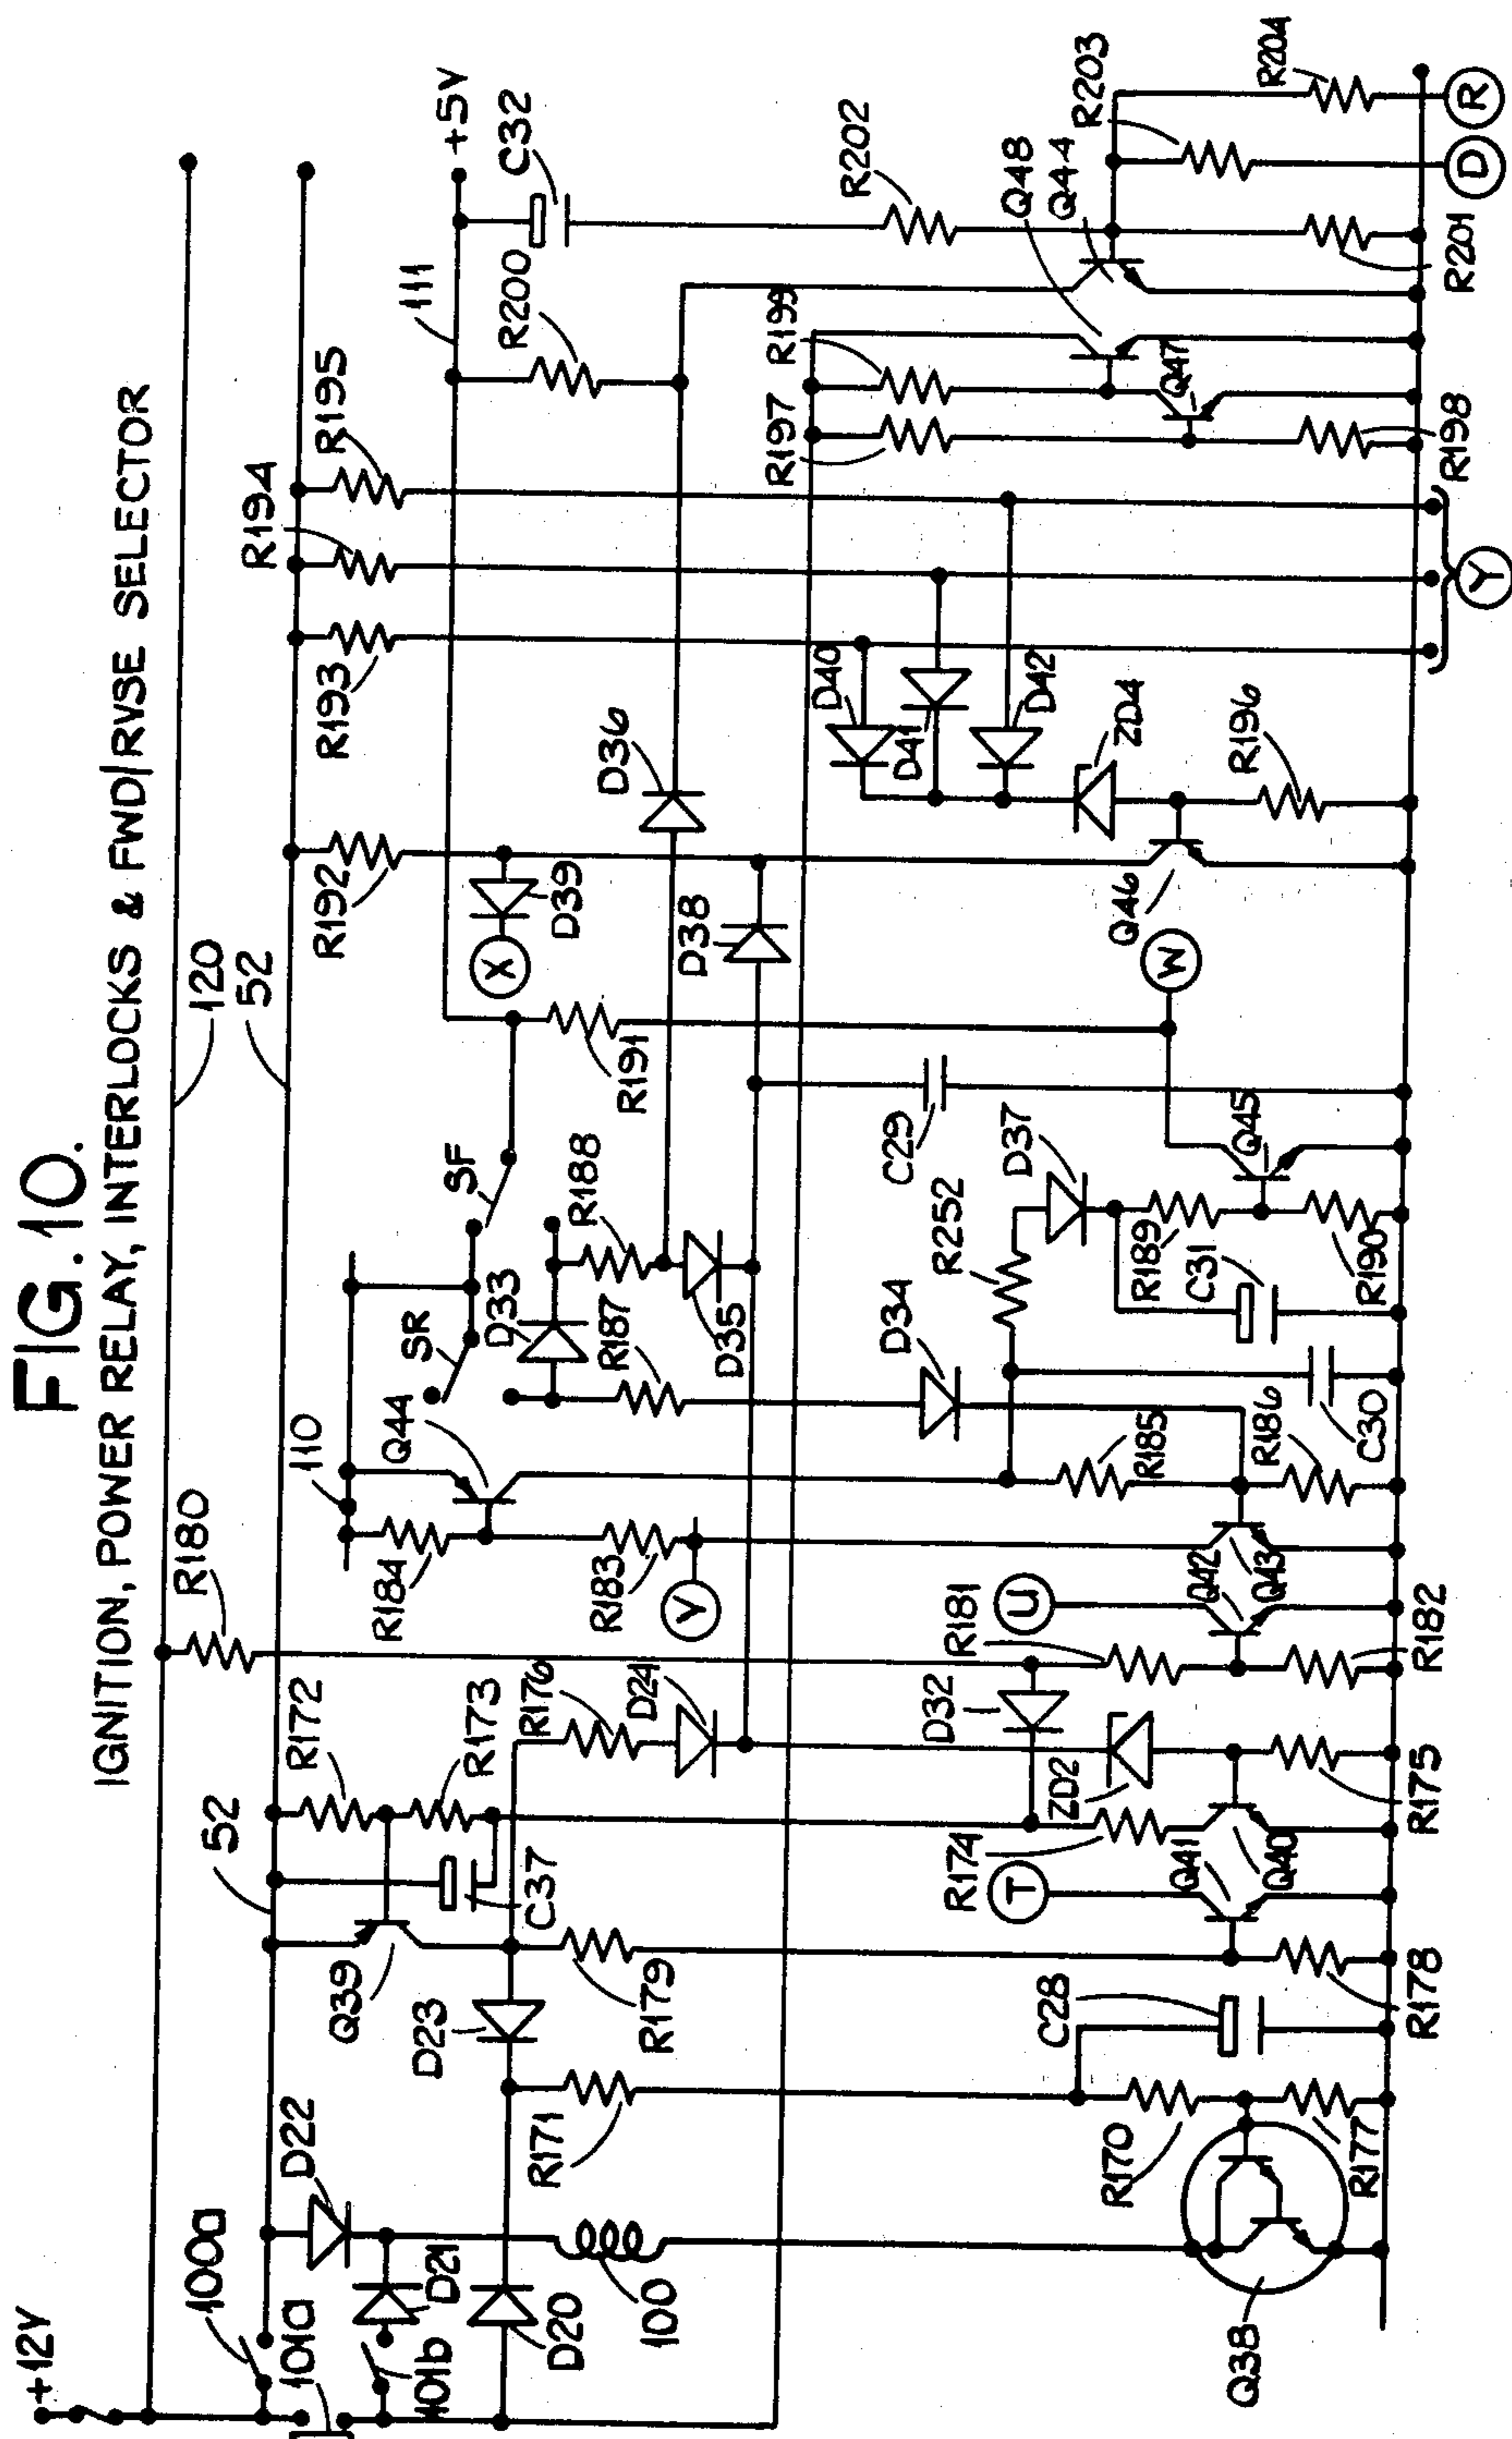 FIG. 10.
IGNITION, POWER RELAY, INTERLOCKS & FWD/RVSE SELECTOR
+12V
100a
101a
101b
D22
D21
D20
100
Q38
52
Q39
D23
R171
R170
R177
C28
R178
R179
C37
R172
R173
R176
D24
R174
T
Q41
Q40
R175
ZD2
D32
R180
R181
U
R182
Q42
Q43
110
R184
R183
Y
Q44
SR
SF
D33
R187
R188
D35
D34
R185
R186
C30
R252
D37
R189
C31
R190
Q45
C29
R191
W
120
52
R192
X
D39
D38
D36
Q46
R193
R194
R195
D40
D41
D42
ZD4
R196
Y
111
+5V
R200
C32
R197
R199
Q47
R198
Q48
Q44
R202
R203
R204
R201
D
R